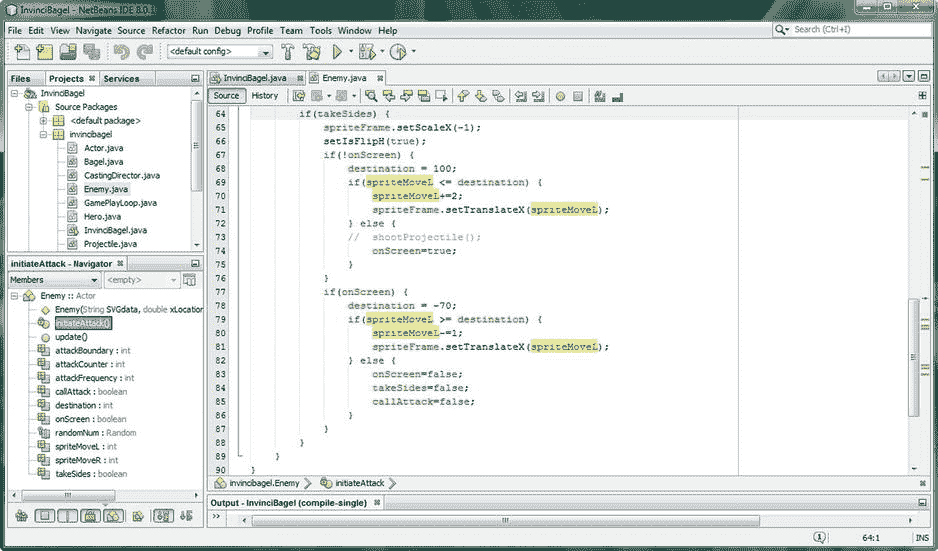 InvinciBagel - NetBeans IDE 8.0.1
File Edit View Navigate Source Refactor Run Debug Profile Team Tools Window Help
Search (Ctrl+I)
<default config>
Files Projects Services
InvinciBagel
Source Packages
<default package>
invincibagel
Actor.java
Bagel.java
CastingDirector.java
Enemy.java
GamePlayLoop.java
Hero.java
InvinciBagel.java
Projectile.java
initiateAttack - Navigator
Members <empty>
Enemy :: Actor
Enemy(String SVGdata, double xLocation
initiateAttack()
update()
attackBoundary : int
attackCounter : int
attackFrequency : int
callAttack : boolean
destination : int
onScreen : boolean
randomNum : Random
spriteMoveL : int
spriteMoveR : int
takeSides : boolean
InvinciBagel.java Enemy.java
Source History
64 if(takeSides) {
65 spriteFrame.setScaleX(-1);
66 setIsFlipH(true);
67 if(!onScreen) {
68 destination = 100;
69 if(spriteMoveL <= destination) {
70 spriteMoveL+=2;
71 spriteFrame.setTranslateX(spriteMoveL);
72 } else {
73 // shootProjectile();
74 onScreen=true;
75 }
76 }
77 if(onScreen) {
78 destination = -70;
79 if(spriteMoveL >= destination) {
80 spriteMoveL-=1;
81 spriteFrame.setTranslateX(spriteMoveL);
82 } else {
83 onScreen=false;
84 takeSides=false;
85 callAttack=false;
86 }
87 }
88 }
89 }
90 }
invincibagel.Enemy initiateAttack
Output - InvinciBagel (compile-single)
64:1 INS